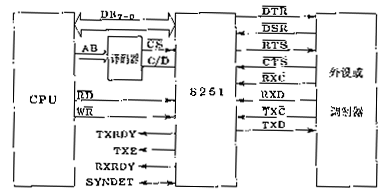 DB7-0
DTR
DSR
AB
译码器
CS
RTS
C/D
CTS
CPU
8251
RXC
外设或
调制器
RD
RXD
WR
TXC
TXRDY
TXD
TXE
RXRDY
SYNDET